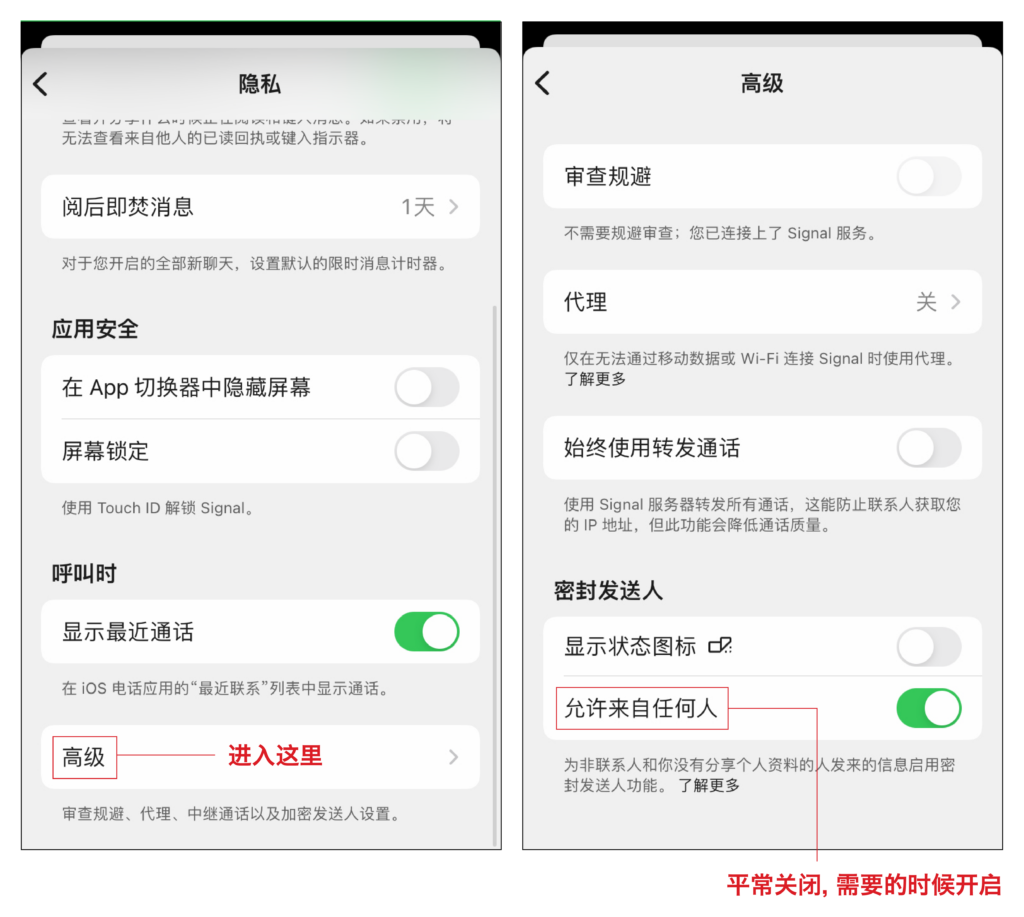 隐私
无法查看来自他人的已读回执或键入指示器。
阅后即焚消息
1天
对于您开启的全部新聊天，设置默认的限时消息计时器。
应用安全
在 App 切换器中隐藏屏幕
屏幕锁定
使用 Touch ID 解锁 Signal。
呼叫时
显示最近通话
在 iOS 电话应用的“最近联系”列表中显示通话。
高级
进入这里
审查规避、代理、中继通话以及加密发送人设置。
高级
审查规避
不需要规避审查；您已连接上了 Signal 服务。
代理
关
仅在无法通过移动数据或 Wi-Fi 连接 Signal 时使用代理。
了解更多
始终使用转发通话
使用 Signal 服务器转发所有通话，这能防止联系人获取您
的 IP 地址，但此功能会降低通话质量。
密封发送人
显示状态图标
允许来自任何人
为非联系人和你没有分享个人资料的人发来的信息启用密
封发送人功能。 了解更多
平常关闭, 需要的时候开启